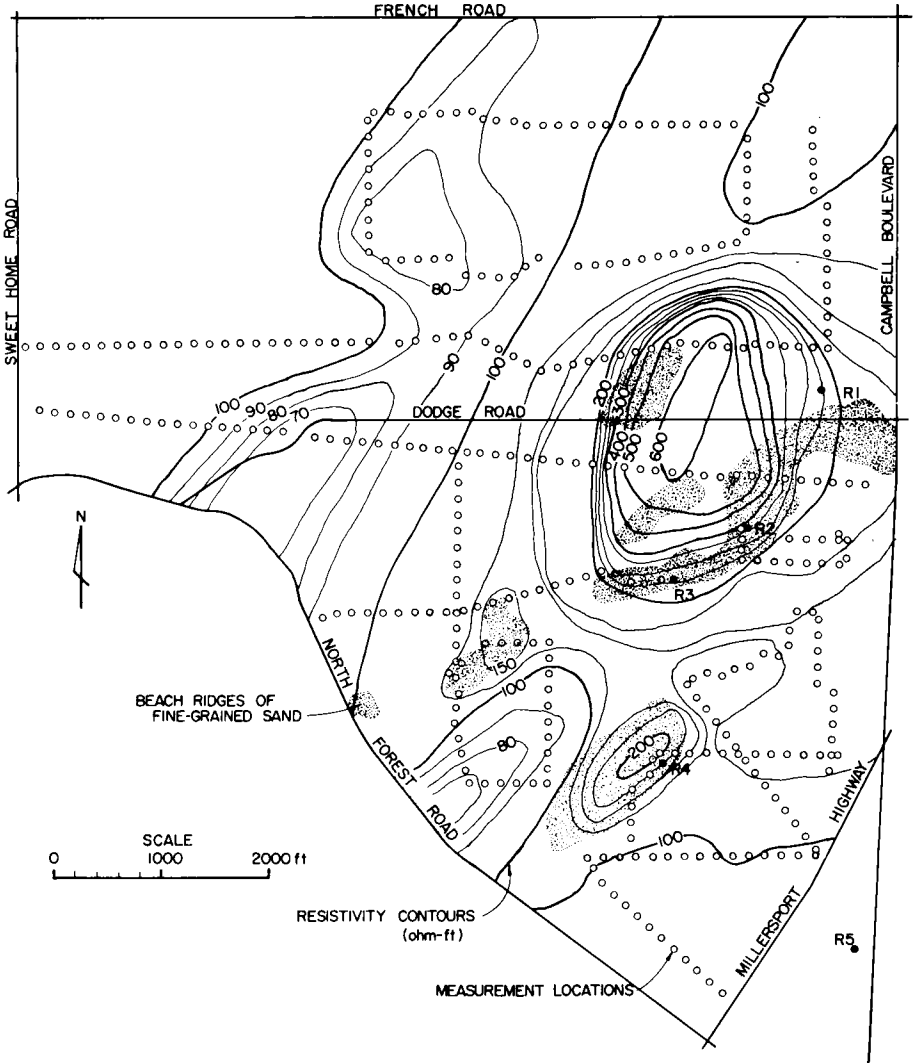 FRENCH ROAD
100
SWEET HOME ROAD
CAMPBELL BOULEVARD
80
90
100
200
300
400
500
600
R1
100
90
80
70
DODGE ROAD
N
R2
R3
NORTH FOREST ROAD
150
100
BEACH RIDGES OF
FINE-GRAINED SAND
80
200
R4
MILLERSPORT HIGHWAY
SCALE
0 1000 2000 ft
100
RESISTIVITY CONTOURS
(ohm-ft)
R5
MEASUREMENT LOCATIONS